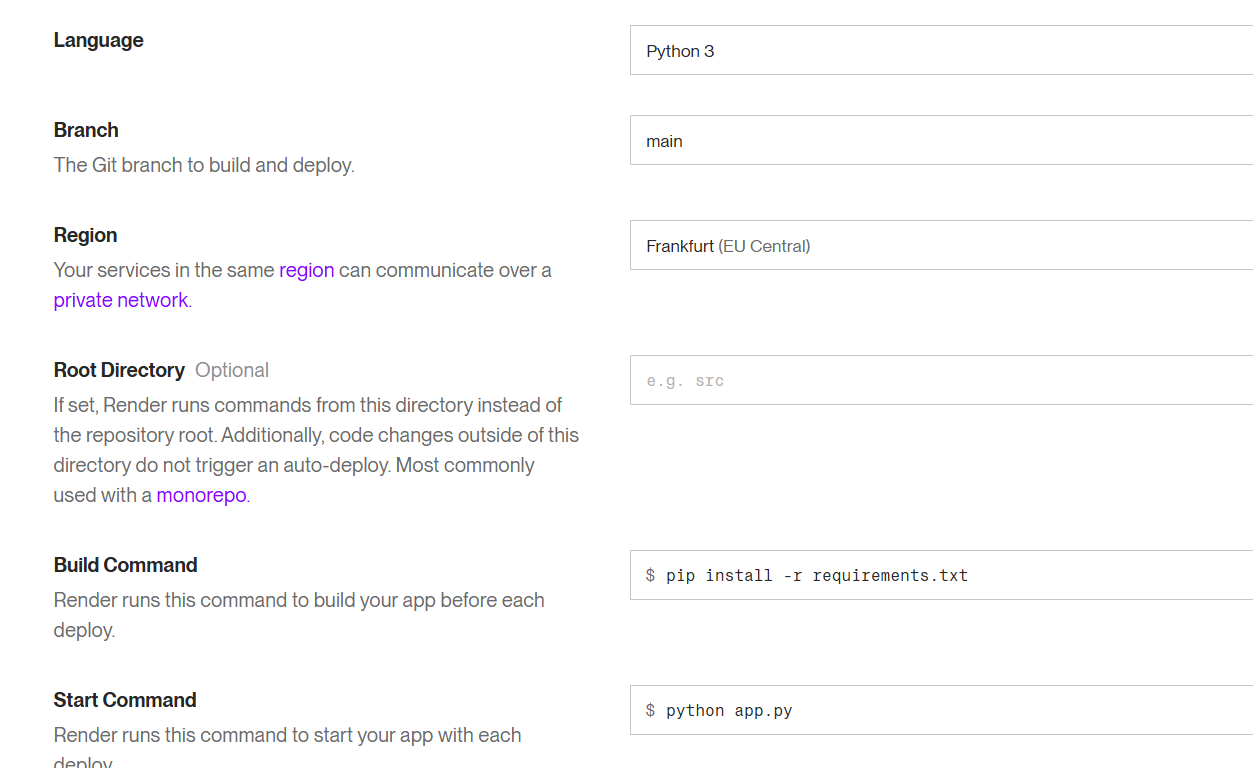 Language
Python 3
Branch
The Git branch to build and deploy.
main
Region
Your services in the same region can communicate over a
private network.
Frankfurt (EU Central)
Root Directory Optional
If set, Render runs commands from this directory instead of
the repository root. Additionally, code changes outside of this
directory do not trigger an auto-deploy. Most commonly
used with a monorepo.
e.g. src
Build Command
Render runs this command to build your app before each
deploy.
$ pip install -r requirements.txt
Start Command
Render runs this command to start your app with each
deploy
$ python app.py